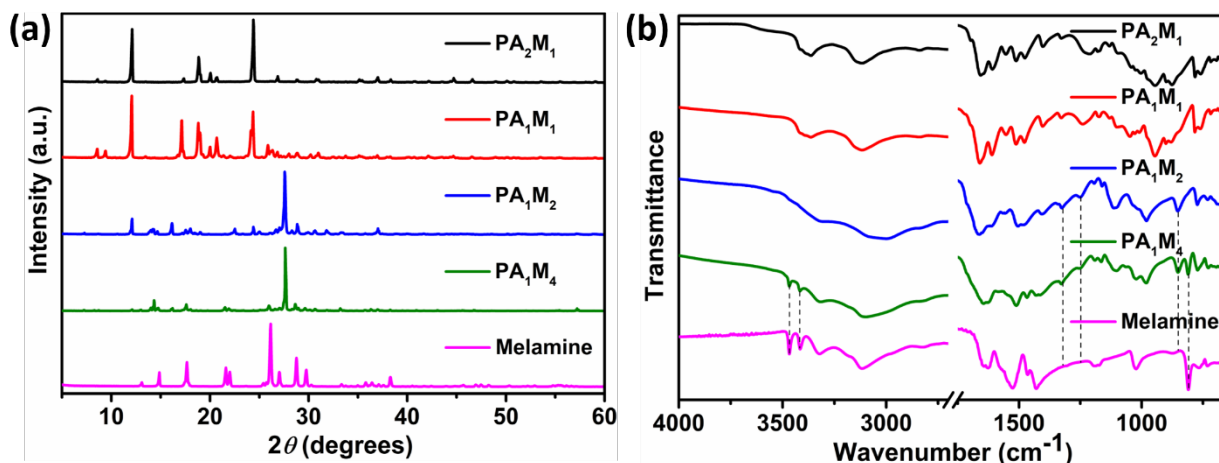 (a)
PA₂M₁
PA₁M₁
PA₁M₂
PA₁M₄
Melamine
Intensity (a.u.)
10 20 30 40 50 60
2θ (degrees)
(b)
PA₂M₁
PA₁M₁
PA₁M₂
PA₁M₄
Melamine
Transmittance
4000 3500 3000 1500 1000
Wavenumber (cm⁻¹)